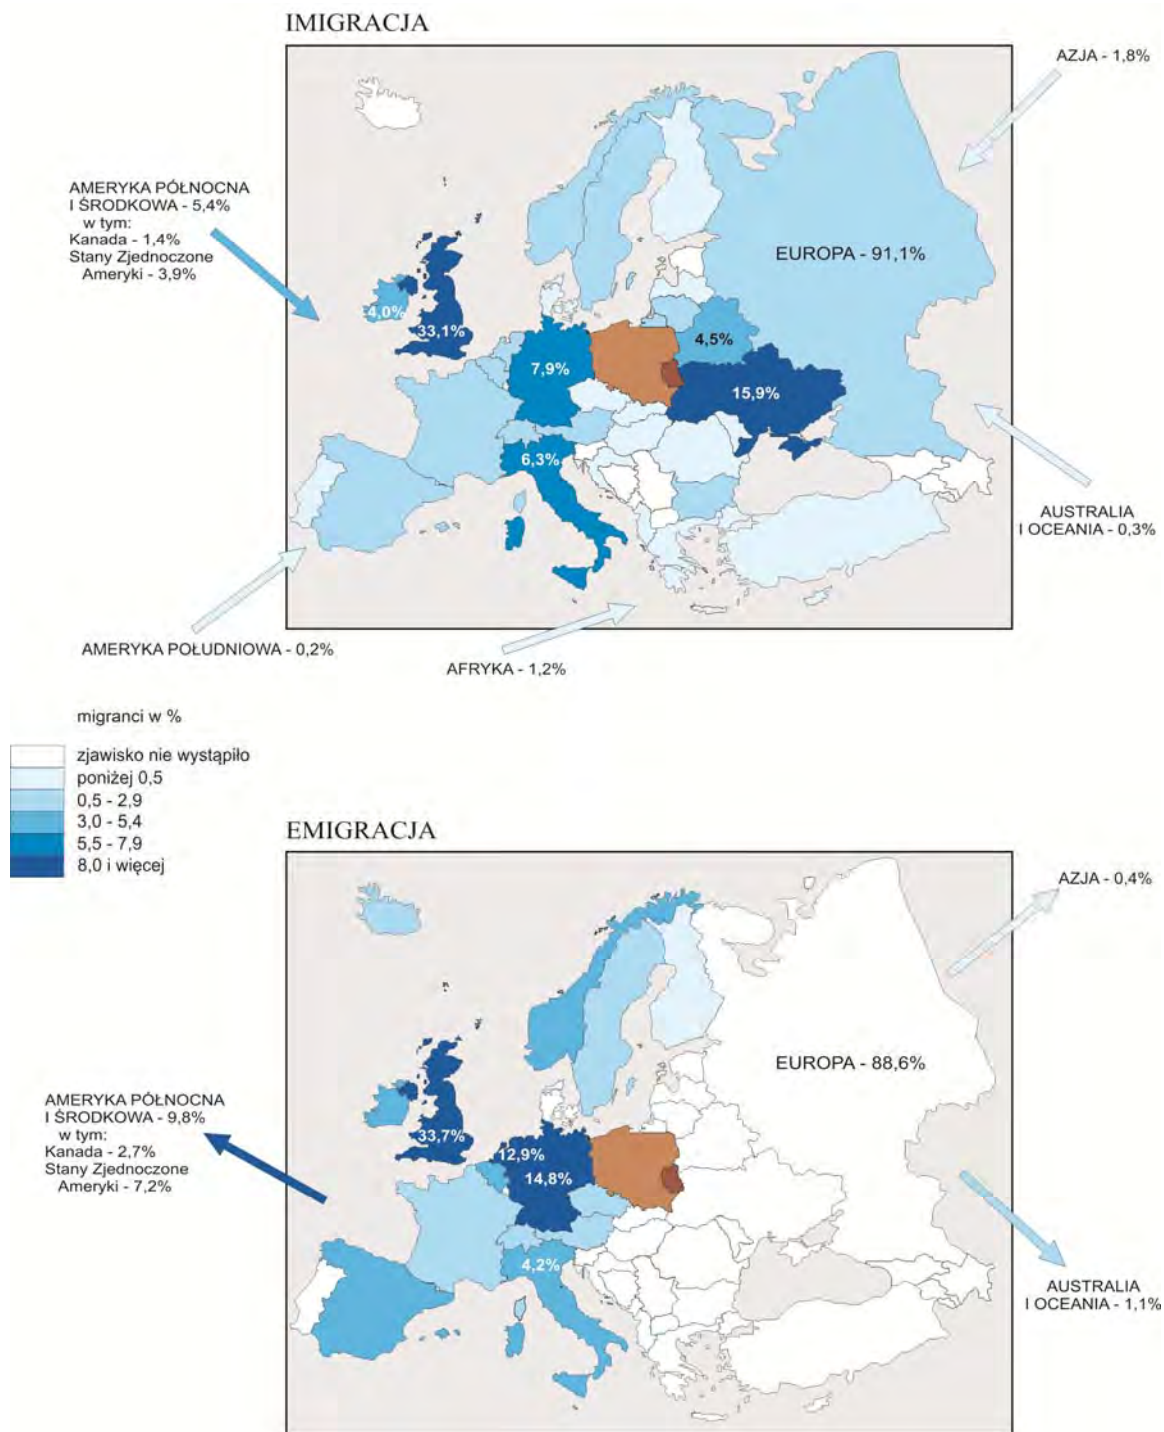 IMIGRACJA
AZJA - 1,8%
AMERYKA PÓŁNOCNA
I ŚRODKOWA - 5,4%
w tym:
Kanada - 1,4%
Stany Zjednoczone
Ameryki - 3,9%
EUROPA - 91,1%
4,0%
33,1%
4,5%
7,9%
15,9%
6,3%
AUSTRALIA
I OCEANIA - 0,3%
AMERYKA POŁUDNIOWA - 0,2%
AFRYKA - 1,2%
migranci w %
zjawisko nie wystąpiło
poniżej 0,5
0,5 - 2,9
3,0 - 5,4
5,5 - 7,9
8,0 i więcej
EMIGRACJA
AZJA - 0,4%
EUROPA - 88,6%
AMERYKA PÓŁNOCNA
I ŚRODKOWA - 9,8%
w tym:
Kanada - 2,7%
Stany Zjednoczone
Ameryki - 7,2%
33,7%
12,9%
14,8%
4,2%
AUSTRALIA
I OCEANIA - 1,1%